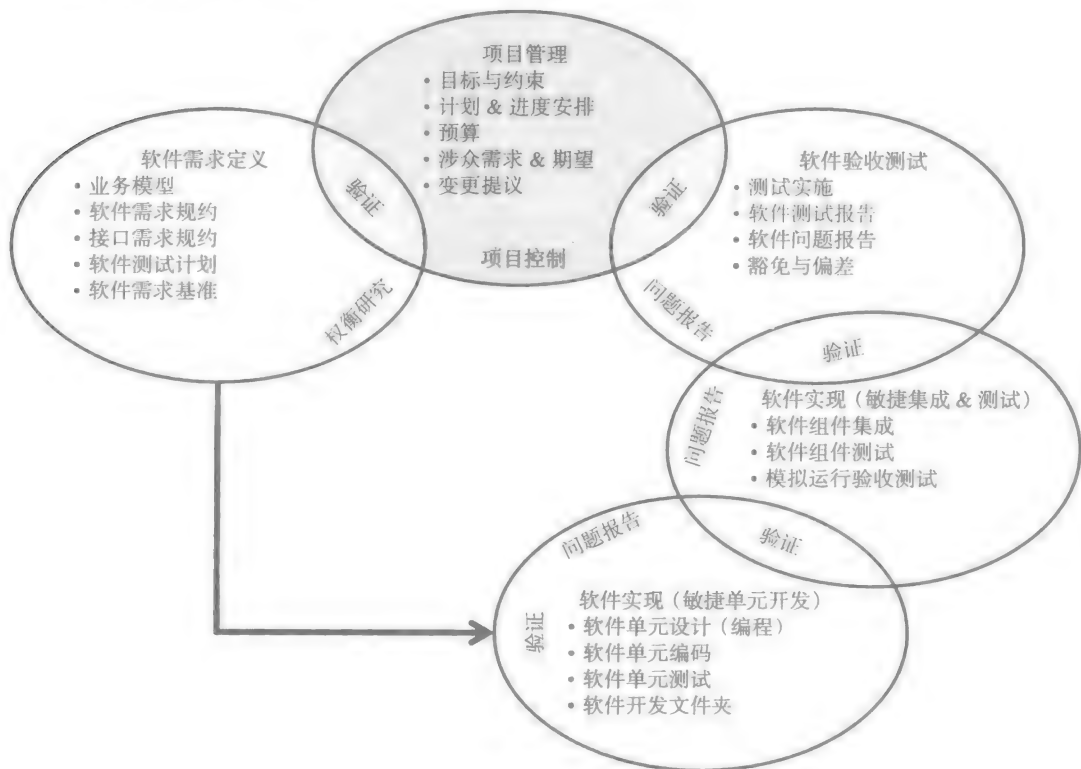 项目管理
• 目标与约束
• 计划 & 进度安排
• 预算
• 涉众需求 & 期望
• 变更提议
项目控制
软件需求定义
• 业务模型
• 软件需求规约
• 接口需求规约
• 软件测试计划
• 软件需求基准
验证
权衡研究
验证
软件验收测试
• 测试实施
• 软件测试报告
• 软件问题报告
• 豁免与偏差
问题报告
验证
问题报告
软件实现（敏捷集成 & 测试）
• 软件组件集成
• 软件组件测试
• 模拟运行验收测试
问题报告
验证
验证
软件实现（敏捷单元开发）
• 软件单元设计（编程）
• 软件单元编码
• 软件单元测试
• 软件开发文件夹